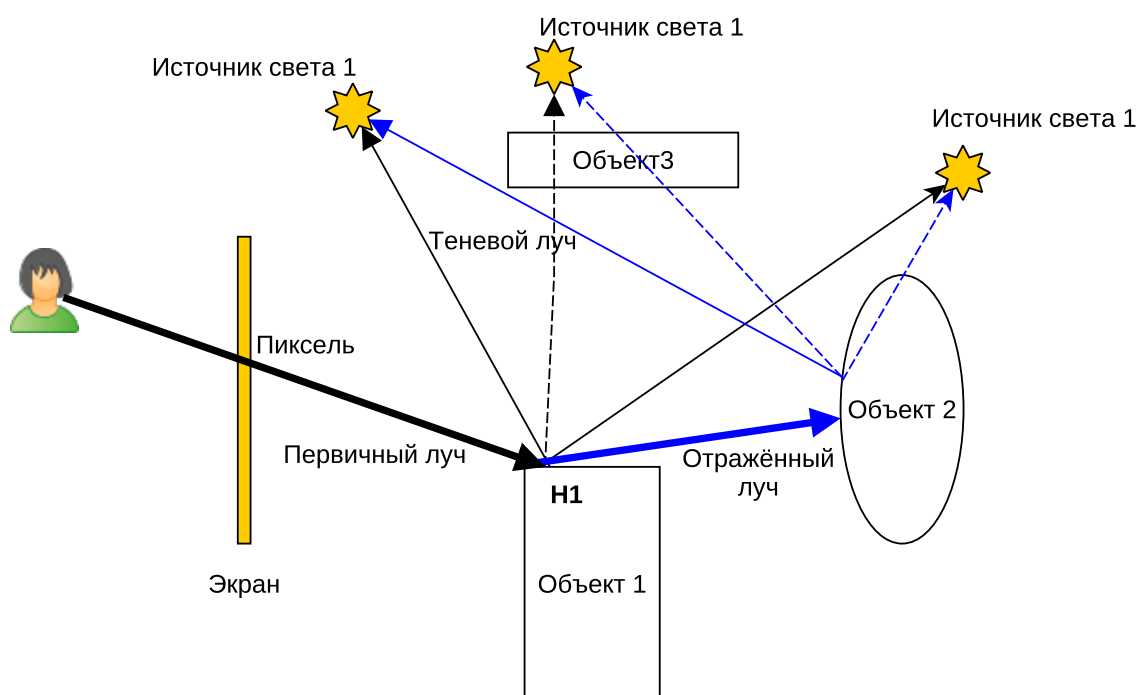 Источник света 1
Источник света 1
Источник света 1
Объект3
Теневой луч
Пиксель
Объект 2
Первичный луч
Отражённый
луч
H1
Экран
Объект 1